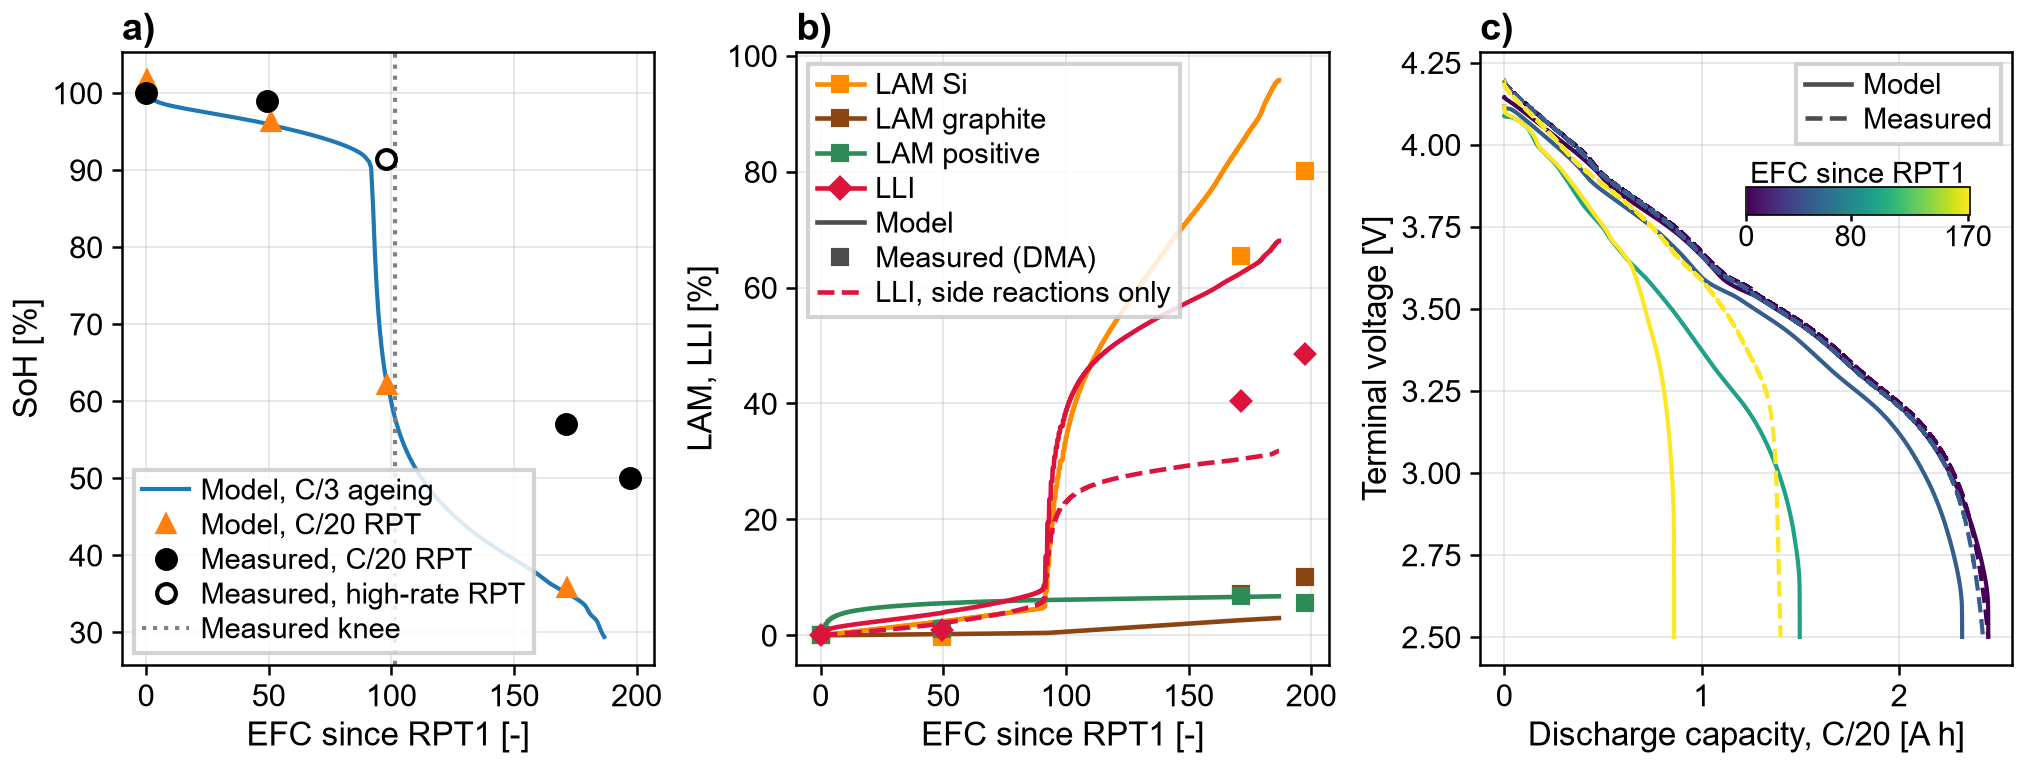 a)
100
90
80
70
60
50
40
30
SoH [%]
Model, C/3 ageing
Model, C/20 RPT
Measured, C/20 RPT
Measured, high-rate RPT
Measured knee
0
50
100
150
200
EFC since RPT1 [-]
b)
100
80
60
40
20
0
LAM, LLI [%]
LAM Si
LAM graphite
LAM positive
LLI
Model
Measured (DMA)
LLI, side reactions only
0
50
100
150
200
EFC since RPT1 [-]
c)
4.25
4.00
3.75
3.50
3.25
3.00
2.75
2.50
Terminal voltage [V]
Model
Measured
EFC since RPT1
0
80
170
0
1
2
Discharge capacity, C/20 [A h]